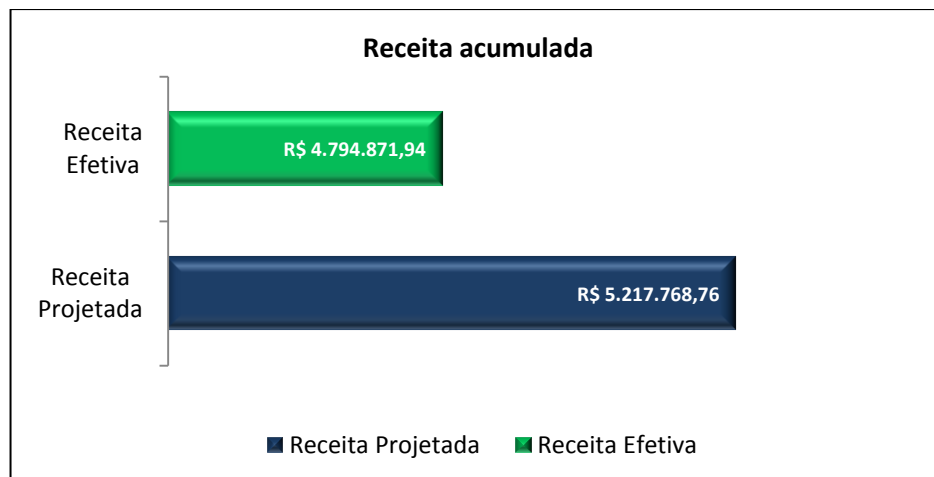 Receita acumulada
Receita
Efetiva
R$ 4.794.871,94
Receita
Projetada
R$ 5.217.768,76
Receita Projetada
Receita Efetiva